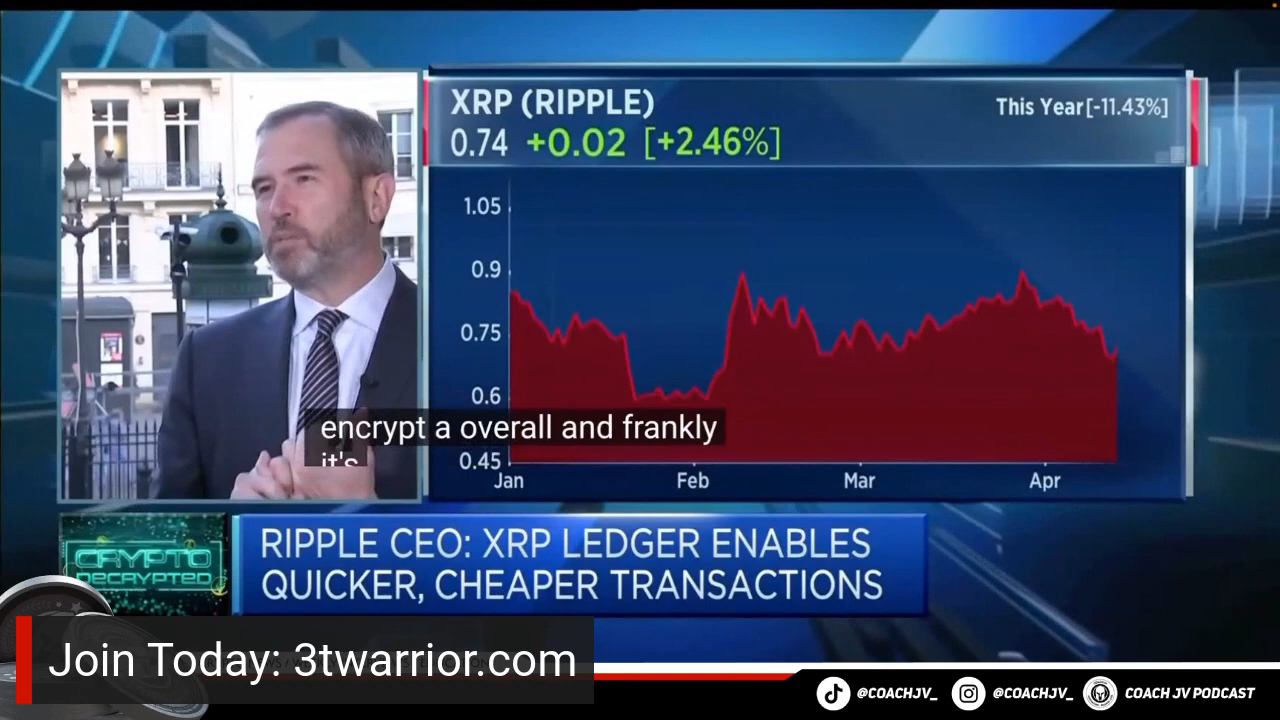 XRP (RIPPLE)
This Year[-11.43%]
0.74 +0.02 [+2.46%]
1.05
0.9
0.75
0.6
0.45
Jan Feb Mar Apr
encrypt a overall and frankly
it's
CRYPTO
DECRYPTED
RIPPLE CEO: XRP LEDGER ENABLES
QUICKER, CHEAPER TRANSACTIONS
Join Today: 3twarrior.com
@COACHJV_ @COACHJV_ COACH JV PODCAST